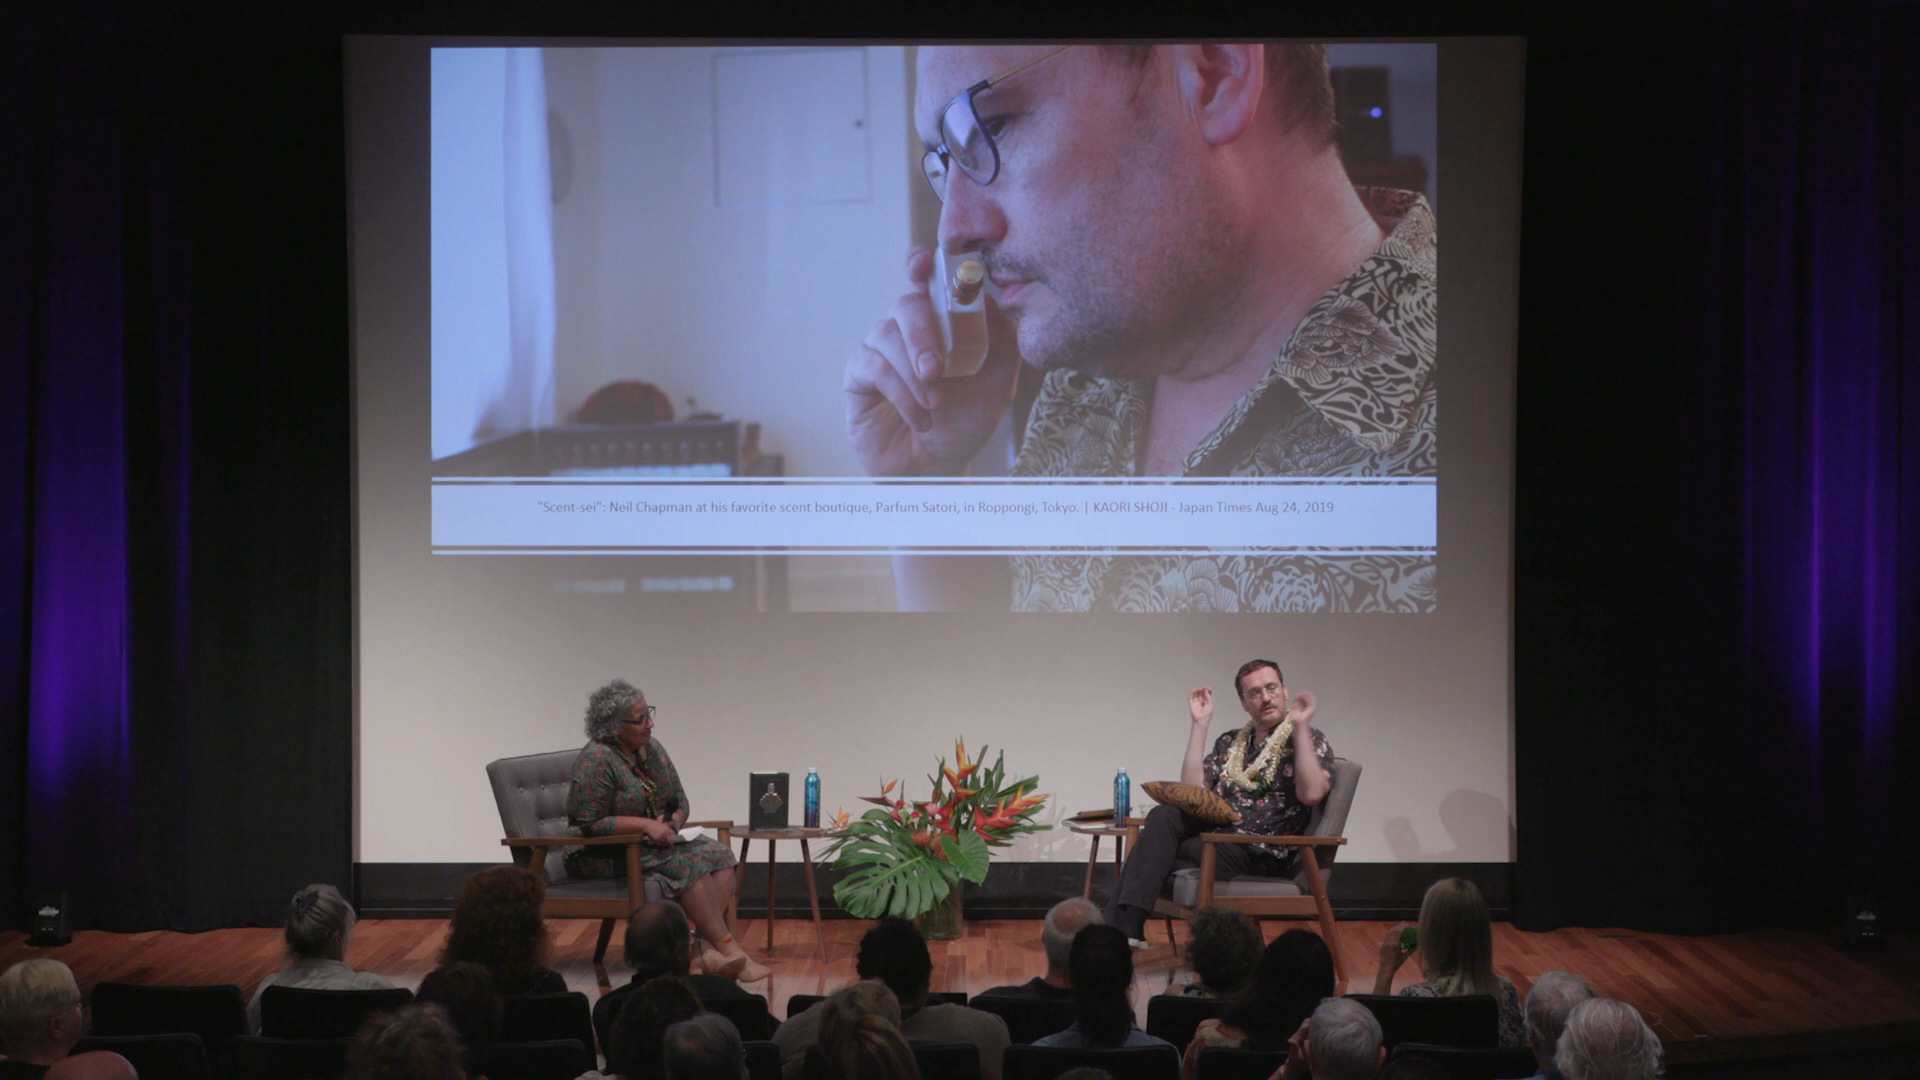 "Scent-sei": Neil Chapman at his favorite scent boutique, Parfum Satori, in Roppongi, Tokyo. | KAORI SHOJI - Japan Times Aug 24, 2019